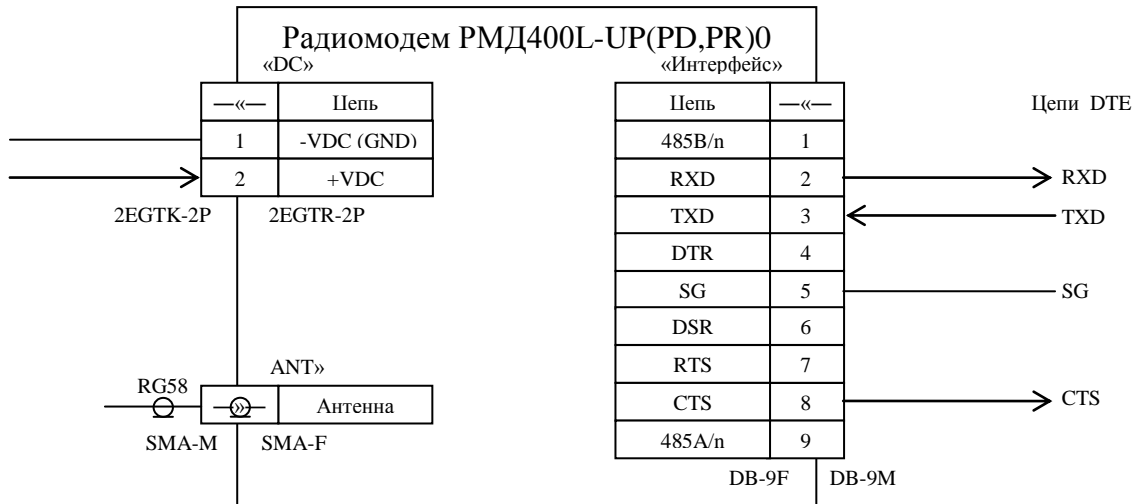 Радиомодем РМД400L-UP(PD,PR)0
«DC»
—«— Цепь
1 -VDC (GND)
2 +VDC
2EGTK-2P 2EGTR-2P
ANT»
RG58
—»— Антенна
SMA-M SMA-F
«Интерфейс»
Цепь —«— Цепи DTE
485B/n 1
RXD 2 RXD
TXD 3 TXD
DTR 4
SG 5 SG
DSR 6
RTS 7
CTS 8 CTS
485A/n 9
DB-9F DB-9M